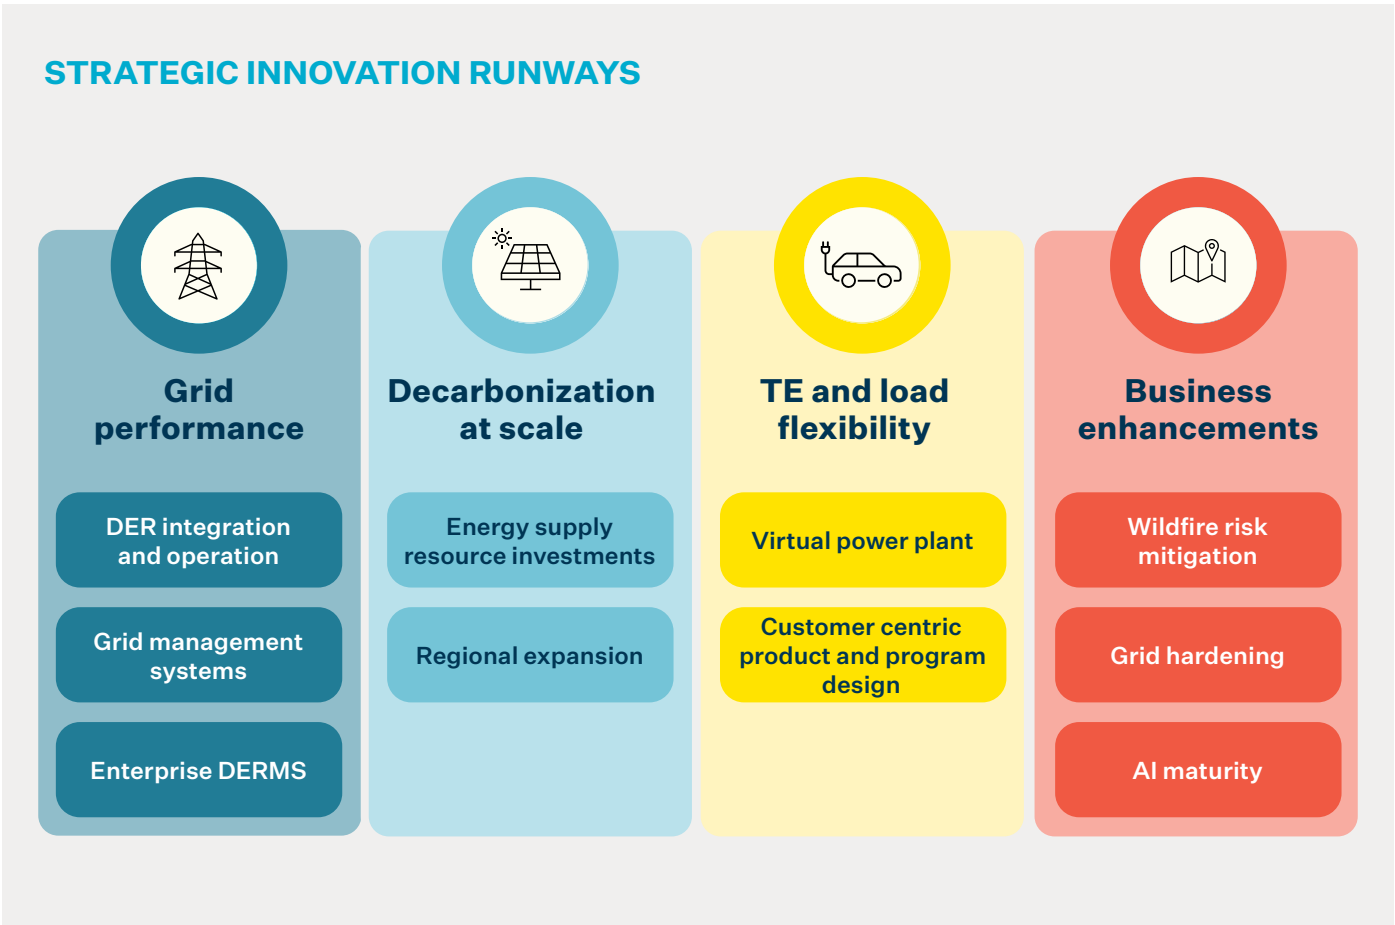 STRATEGIC INNOVATION RUNWAYS
Grid
performance
DER integration
and operation
Grid management
systems
Enterprise DERMS
Decarbonization
at scale
Energy supply
resource investments
Regional expansion
TE and load
flexibility
Virtual power plant
Customer centric
product and program
design
Business
enhancements
Wildfire risk
mitigation
Grid hardening
AI maturity